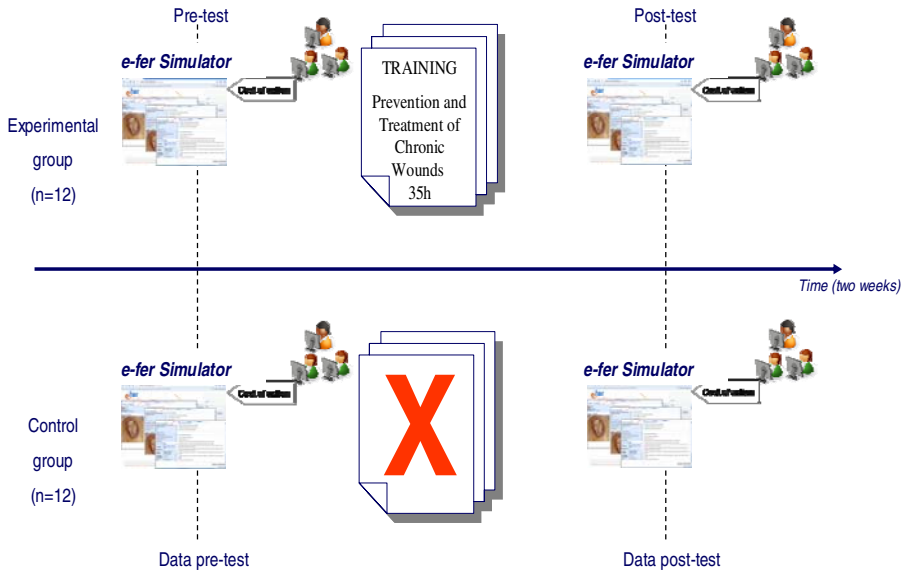 Pre-test
Post-test
e-fer Simulator
e-fer Simulator
TRAINING
Prevention and
Treatment of
Chronic
Wounds
35h
Experimental
group
(n=12)
Time (two weeks)
e-fer Simulator
e-fer Simulator
X
Control
group
(n=12)
Data pre-test
Data post-test